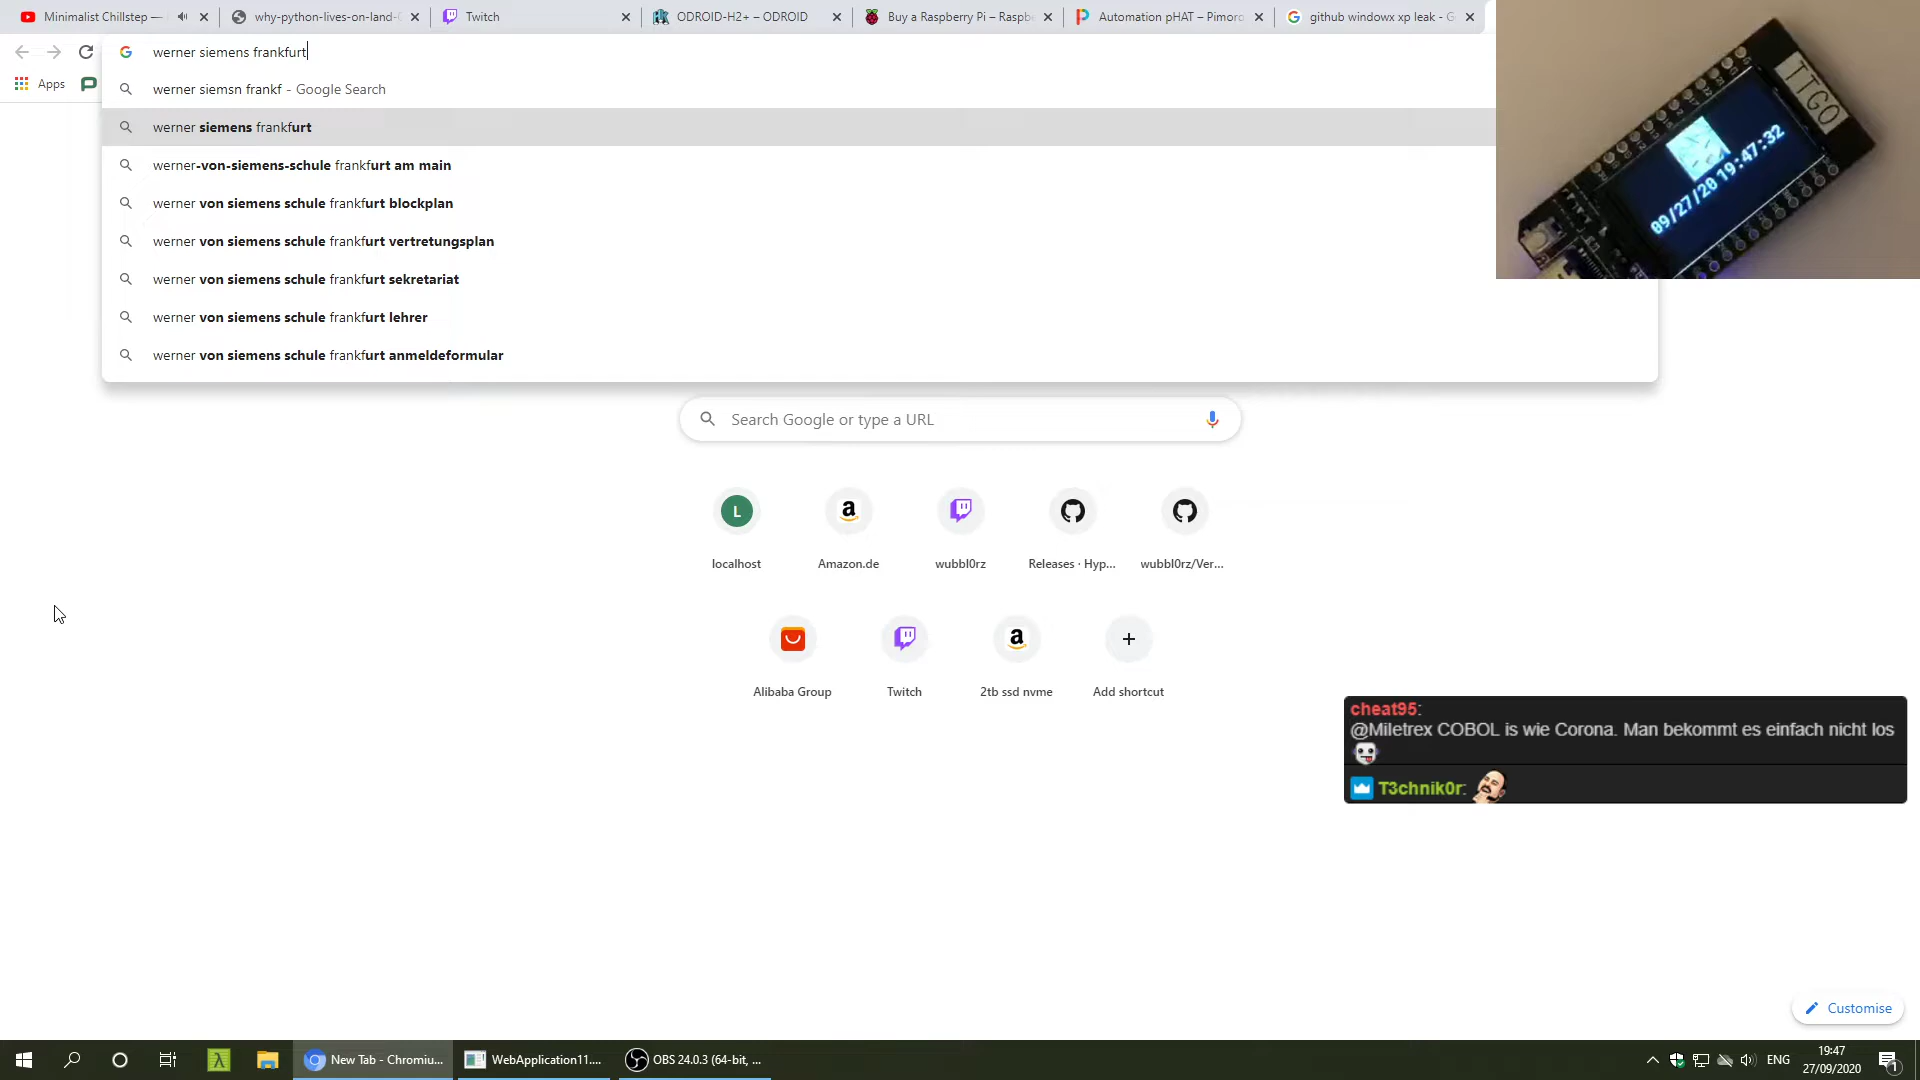 Minimalist Chillstep —
why-python-lives-on-land-
Twitch
ODROID-H2+ – ODROID
Buy a Raspberry Pi – Raspb
Automation pHAT – Pimoro
github windowx xp leak - G
werner siemens frankfurt
Apps
werner siemsn frankf - Google Search
werner siemens frankfurt
werner-von-siemens-schule frankfurt am main
werner von siemens schule frankfurt blockplan
werner von siemens schule frankfurt vertretungsplan
werner von siemens schule frankfurt sekretariat
werner von siemens schule frankfurt lehrer
werner von siemens schule frankfurt anmeldeformular
TTGO
09/27/20 19:47:32
Search Google or type a URL
L
localhost
Amazon.de
wubbl0rz
Releases · Hyp...
wubbl0rz/Ver...
Alibaba Group
Twitch
2tb ssd nvme
Add shortcut
cheat95:
@Miletrex COBOL is wie Corona. Man bekommt es einfach nicht los
T3chnik0r:
Customise
New Tab - Chromiu...
WebApplication11....
OBS 24.0.3 (64-bit, ...
ENG
19:47
27/09/2020
1